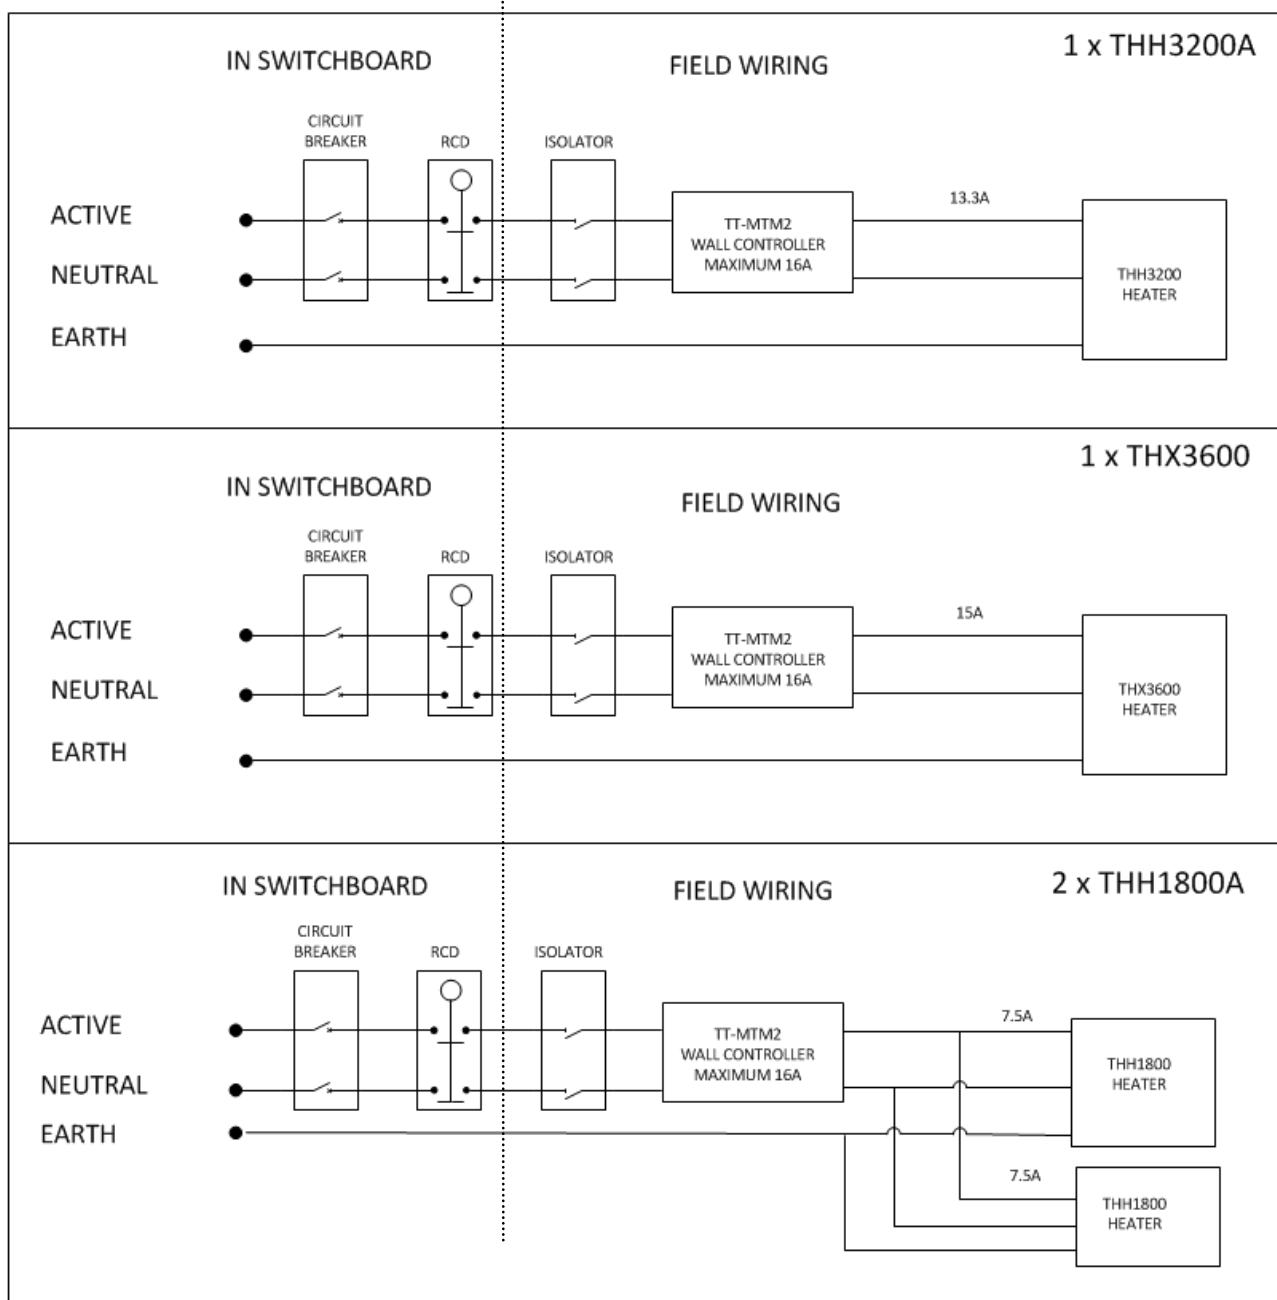 1 x THH3200A
IN SWITCHBOARD
FIELD WIRING
CIRCUIT
BREAKER
RCD
ISOLATOR
ACTIVE
13.3A
TT-MTM2
WALL CONTROLLER
MAXIMUM 16A
NEUTRAL
THH3200
HEATER
EARTH
1 x THX3600
IN SWITCHBOARD
FIELD WIRING
CIRCUIT
BREAKER
RCD
ISOLATOR
ACTIVE
15A
TT-MTM2
WALL CONTROLLER
MAXIMUM 16A
NEUTRAL
THX3600
HEATER
EARTH
2 x THH1800A
IN SWITCHBOARD
FIELD WIRING
CIRCUIT
BREAKER
RCD
ISOLATOR
ACTIVE
7.5A
TT-MTM2
WALL CONTROLLER
MAXIMUM 16A
THH1800
HEATER
NEUTRAL
EARTH
7.5A
THH1800
HEATER